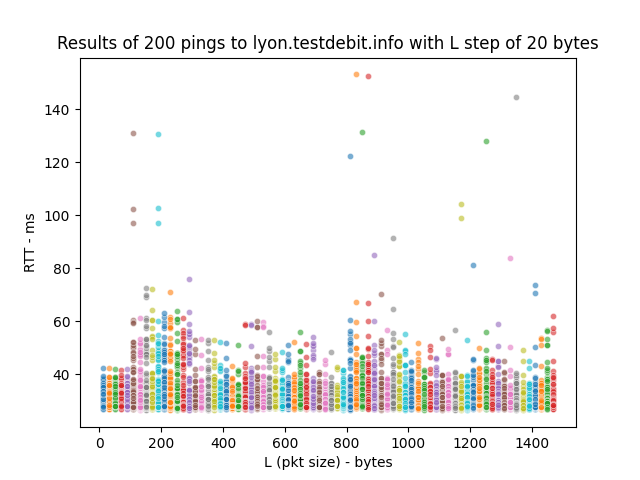 Results of 200 pings to lyon.testdebit.info with L step of 20 bytes
RTT - ms
140
120
100
80
60
40
0 200 400 600 800 1000 1200 1400
L (pkt size) - bytes